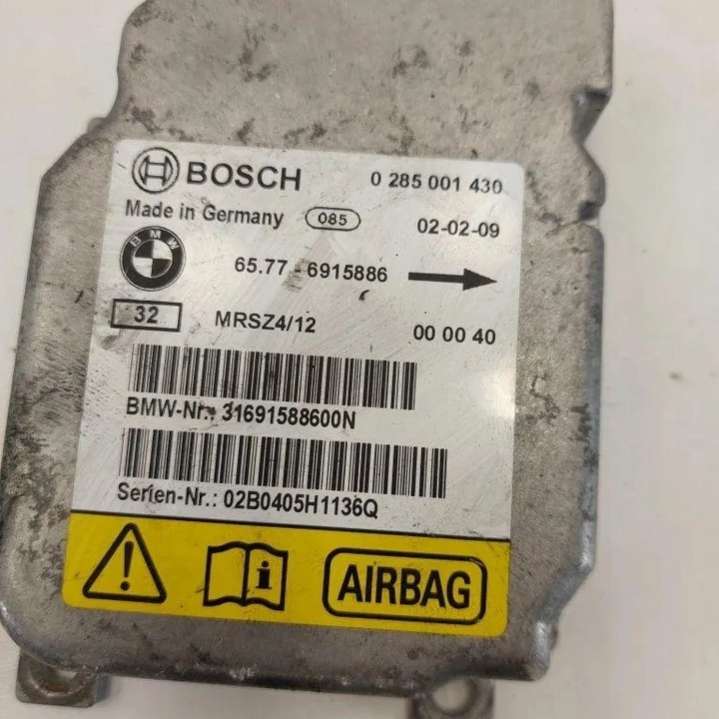 BOSCH 0 285 001 430
Made in Germany 085 02-02-09
BMW 65.77 - 6915886
32 MRSZ4/12 00 00 40
BMW-Nr.: 31691588600N
Serien-Nr.: 02B0405H1136Q
AIRBAG